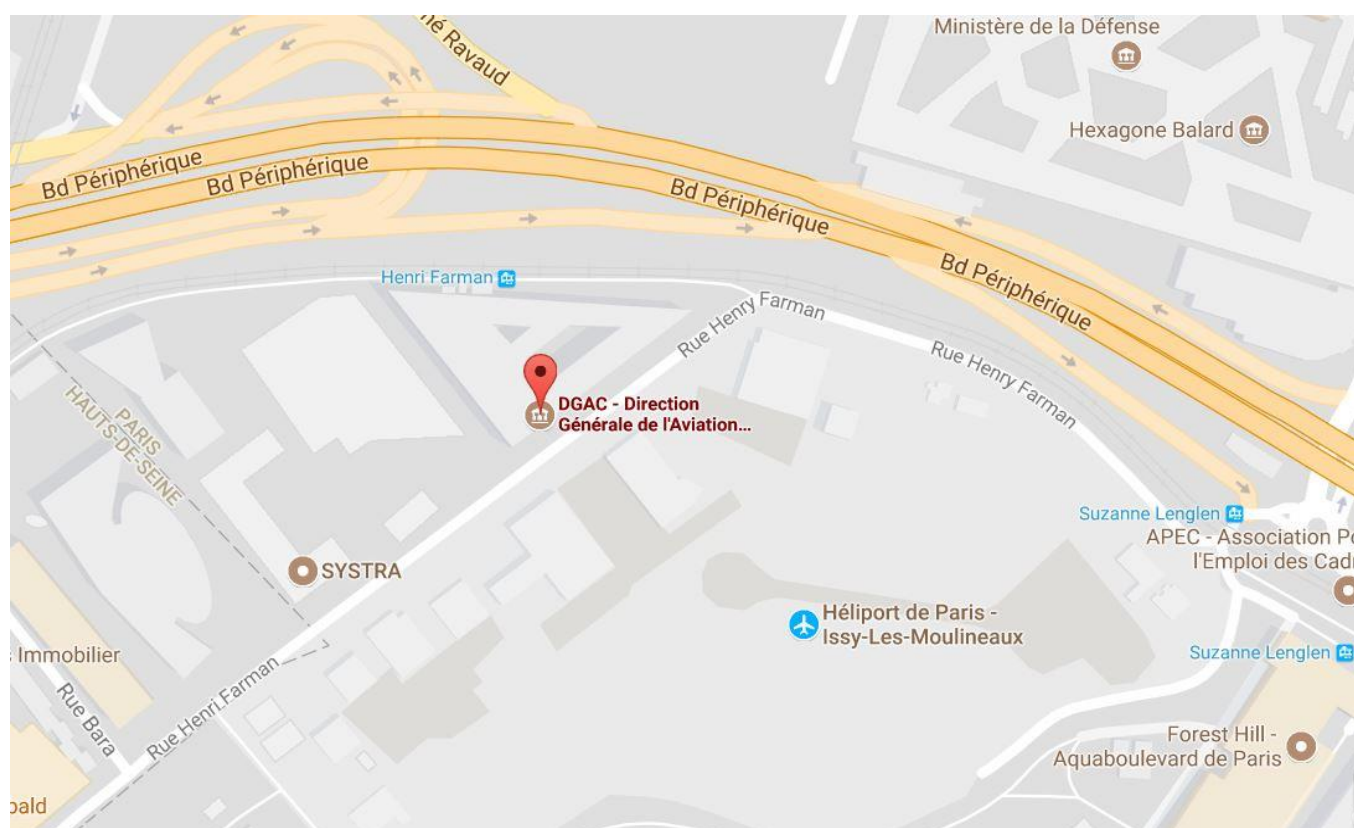 né Ravaud
Ministère de la Défense
Hexagone Balard
Bd Périphérique
Bd Périphérique
Bd Périphérique
Bd Périphérique
Henri Farman
Rue Henry Farman
Rue Henry Farman
PARIS
HAUTS-DE-SEINE
DGAC - Direction
Générale de l'Aviation...
Suzanne Lenglen
APEC - Association Po
l'Emploi des Cadr
SYSTRA
Héliport de Paris -
Issy-Les-Moulineaux
Immobilier
Suzanne Lenglen
Rue Bara
Rue Henri Farman
Forest Hill -
Aquaboulevard de Paris
bald